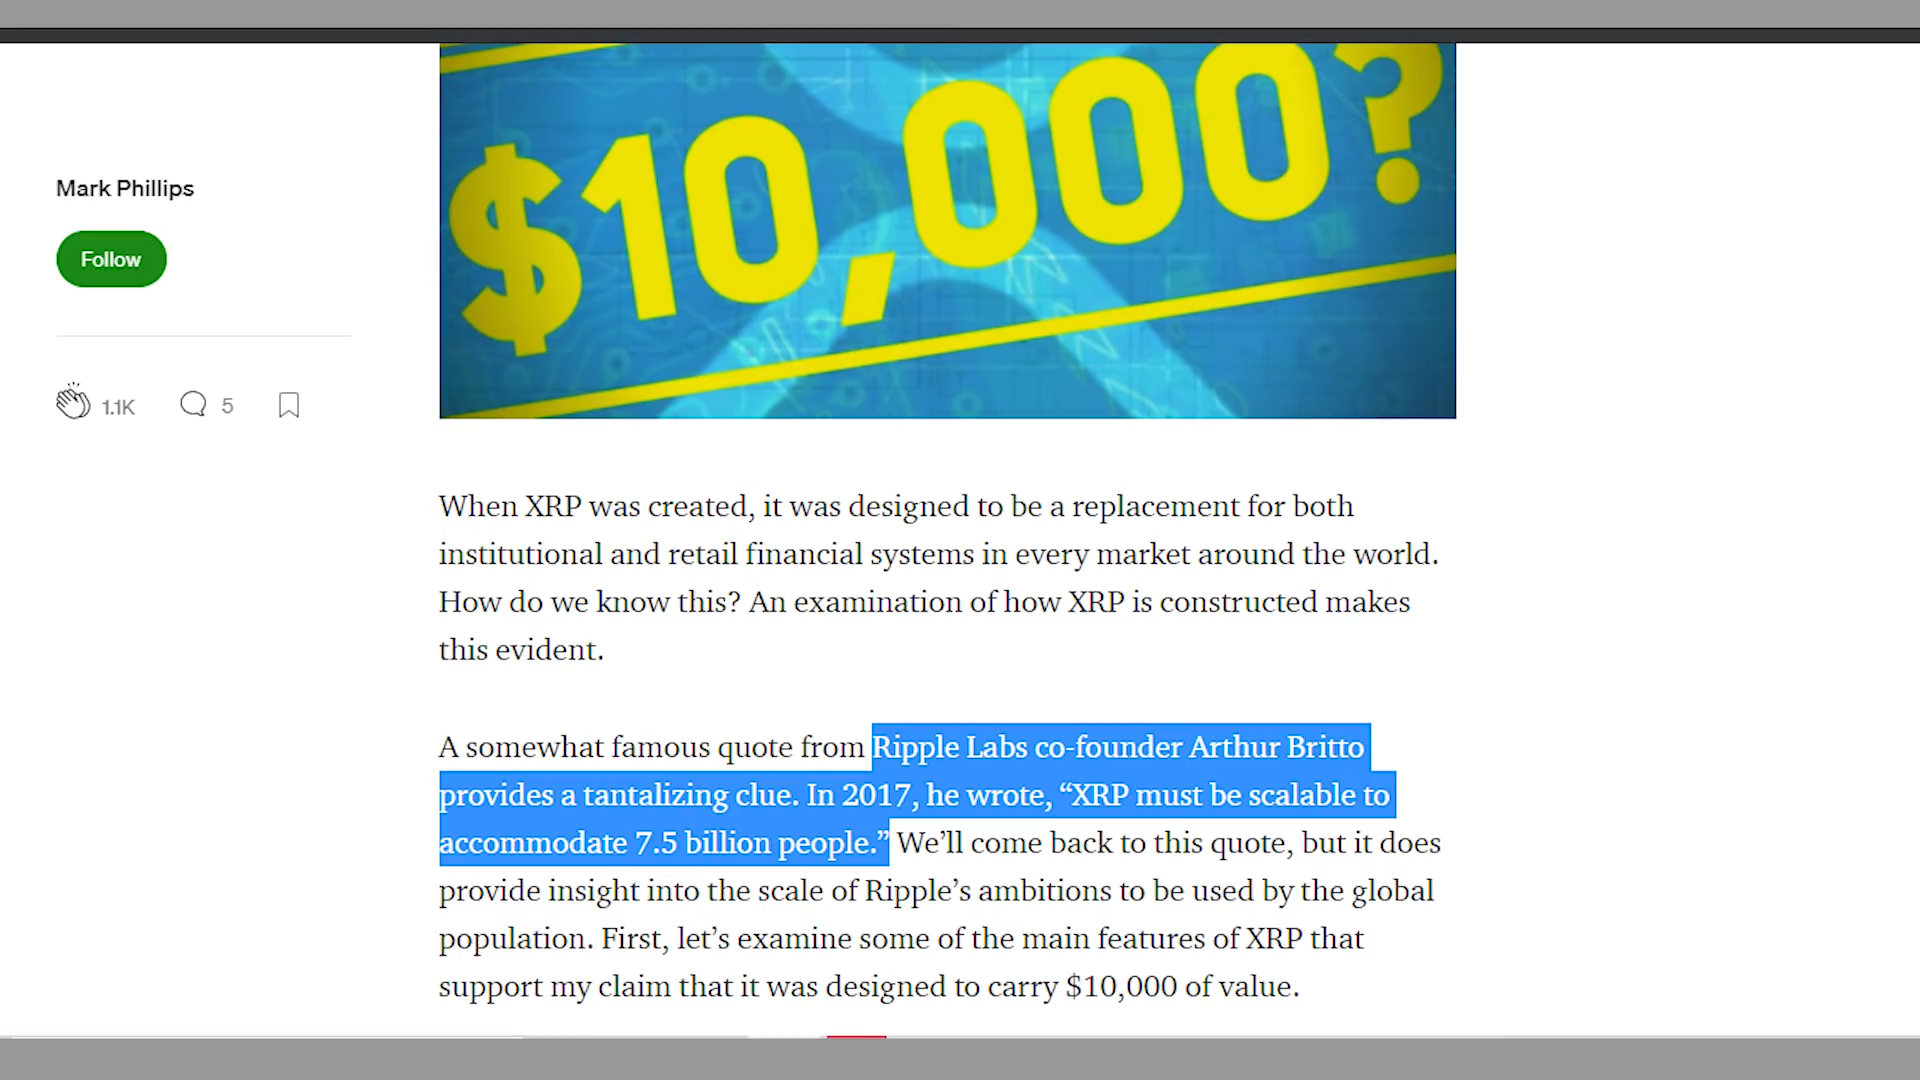 $10,000?
Mark Phillips
Follow
1.1K 5
When XRP was created, it was designed to be a replacement for both
institutional and retail financial systems in every market around the world.
How do we know this? An examination of how XRP is constructed makes
this evident.
A somewhat famous quote from Ripple Labs co-founder Arthur Britto
provides a tantalizing clue. In 2017, he wrote, “XRP must be scalable to
accommodate 7.5 billion people.” We’ll come back to this quote, but it does
provide insight into the scale of Ripple’s ambitions to be used by the global
population. First, let’s examine some of the main features of XRP that
support my claim that it was designed to carry $10,000 of value.